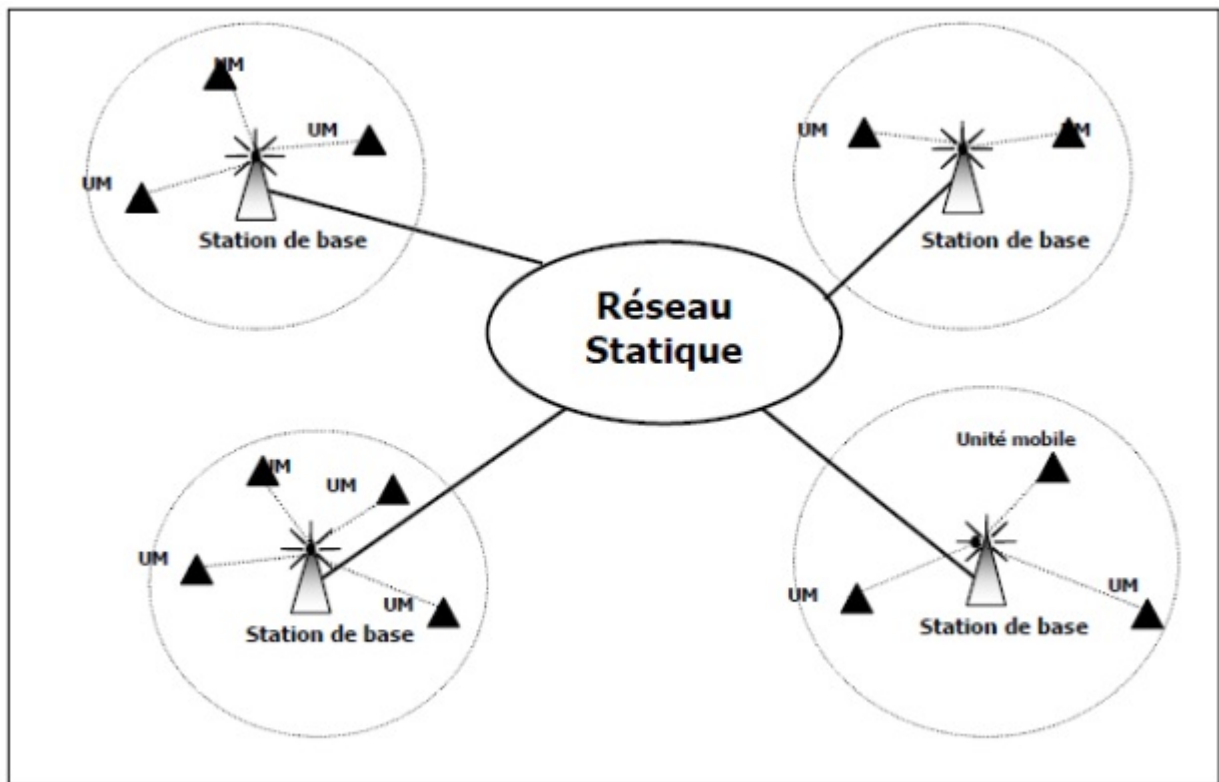 UM
UM
UM
Station de base
UM
UM
Station de base
Réseau
Statique
UM
UM
UM
UM
Station de base
Unité mobile
UM
UM
Station de base